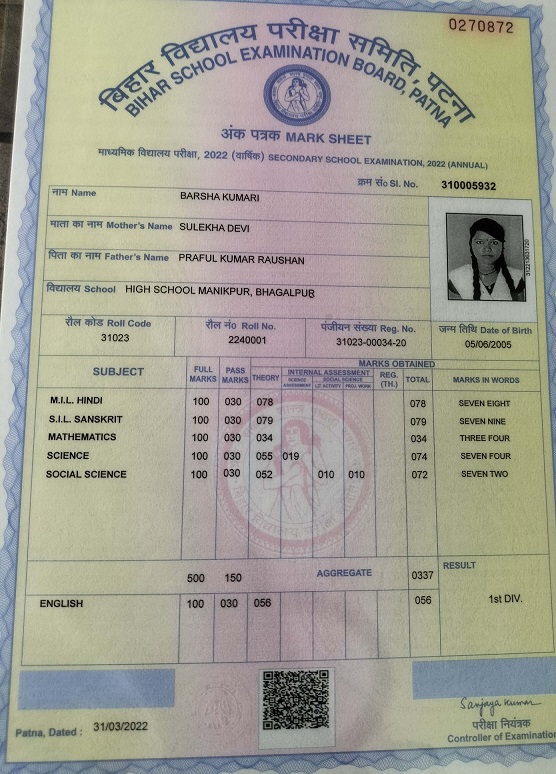 0270872
बिहार विद्यालय परीक्षा समिति, पटना
BIHAR SCHOOL EXAMINATION BOARD, PATNA
अंक पत्रक MARK SHEET
माध्यमिक विद्यालय परीक्षा, 2022 (वार्षिक) SECONDARY SCHOOL EXAMINATION, 2022 (ANNUAL)
क्रम सं० Sl. No. 310005932
नाम Name BARSHA KUMARI
माता का नाम Mother's Name SULEKHA DEVI
पिता का नाम Father's Name PRAFUL KUMAR RAUSHAN
विद्यालय School HIGH SCHOOL MANIKPUR, BHAGALPUR
रौल कोड Roll Code रौल नं० Roll No. पंजीयन संख्या Reg. No. जन्म तिथि Date of Birth
31023 2240001 31023-00034-20 05/06/2005
MARKS OBTAINED
SUBJECT FULL MARKS PASS MARKS THEORY INTERNAL ASSESSMENT REG. (TH.) TOTAL MARKS IN WORDS
SCIENCE ASSESSMENT SOCIAL SCIENCE LIT ACTIVITY PROJ. WORK
M.I.L. HINDI 100 030 078 078 SEVEN EIGHT
S.I.L. SANSKRIT 100 030 079 079 SEVEN NINE
MATHEMATICS 100 030 034 034 THREE FOUR
SCIENCE 100 030 055 019 074 SEVEN FOUR
SOCIAL SCIENCE 100 030 052 010 010 072 SEVEN TWO
500 150 AGGREGATE 0337 RESULT
ENGLISH 100 030 056 056 1st DIV.
Sanjaya Kumar
परीक्षा नियंत्रक
Controller of Examination
Patna, Dated : 31/03/2022